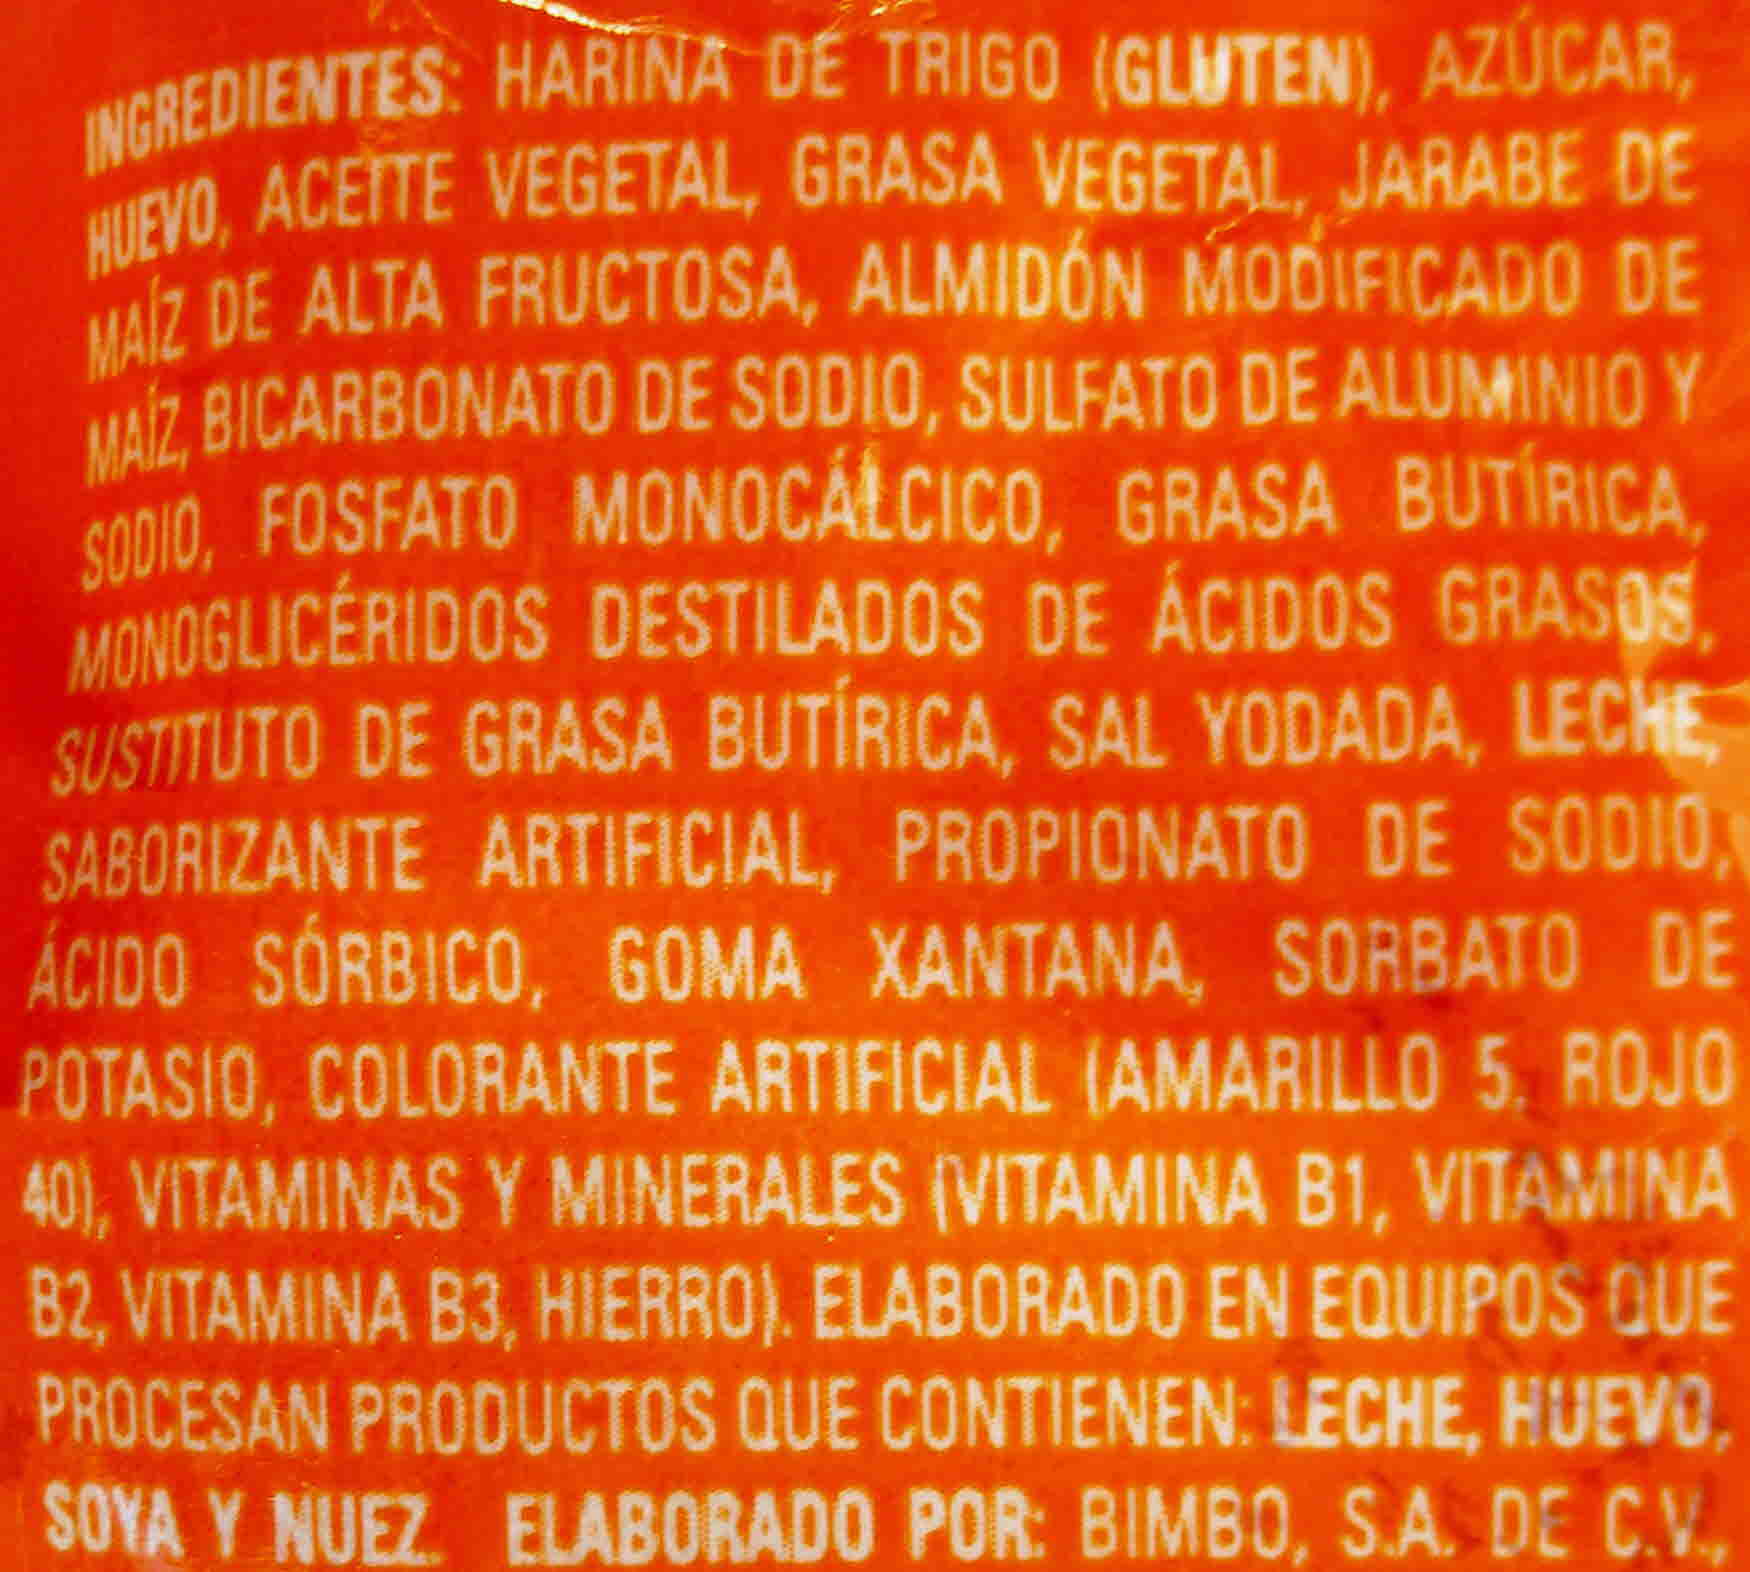 INGREDIENTES: HARINA DE TRIGO (GLUTEN), AZÚCAR,
HUEVO, ACEITE VEGETAL, GRASA VEGETAL, JARABE DE
MAÍZ DE ALTA FRUCTOSA, ALMIDÓN MODIFICADO DE
MAÍZ, BICARBONATO DE SODIO, SULFATO DE ALUMINIO Y
SODIO, FOSFATO MONOCÁLCICO, GRASA BUTÍRICA,
MONOGLICÉRIDOS DESTILADOS DE ÁCIDOS GRASOS,
SUSTITUTO DE GRASA BUTÍRICA, SAL YODADA, LECHE,
SABORIZANTE ARTIFICIAL, PROPIONATO DE SODIO,
ÁCIDO SÓRBICO, GOMA XANTANA, SORBATO DE
POTASIO, COLORANTE ARTIFICIAL (AMARILLO 5, ROJO
40), VITAMINAS Y MINERALES (VITAMINA B1, VITAMINA
B2, VITAMINA B3, HIERRO). ELABORADO EN EQUIPOS QUE
PROCESAN PRODUCTOS QUE CONTIENEN: LECHE, HUEVO,
SOYA Y NUEZ. ELABORADO POR: BIMBO, S.A. DE C.V.,